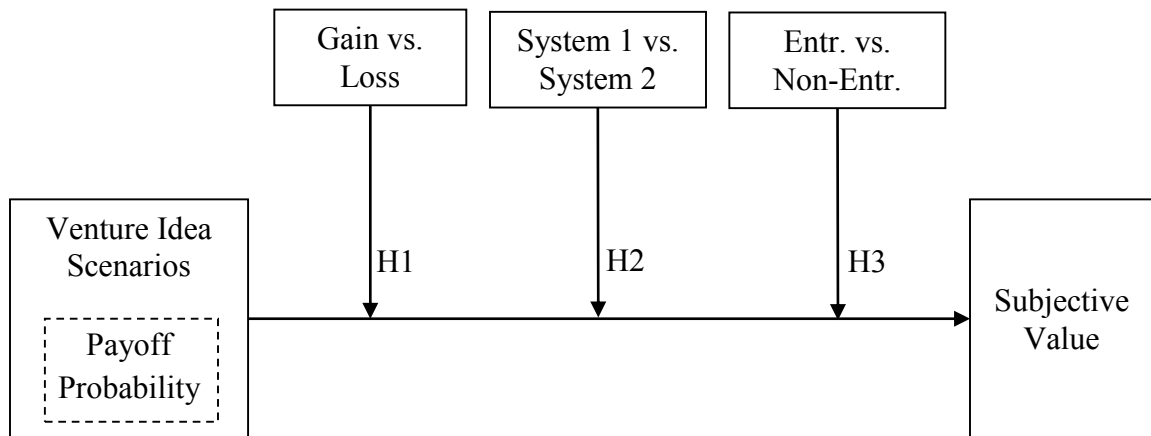 Gain vs.
Loss
System 1 vs.
System 2
Entr. vs.
Non-Entr.
Venture Idea
Scenarios
Payoff
Probability
H1
H2
H3
Subjective
Value